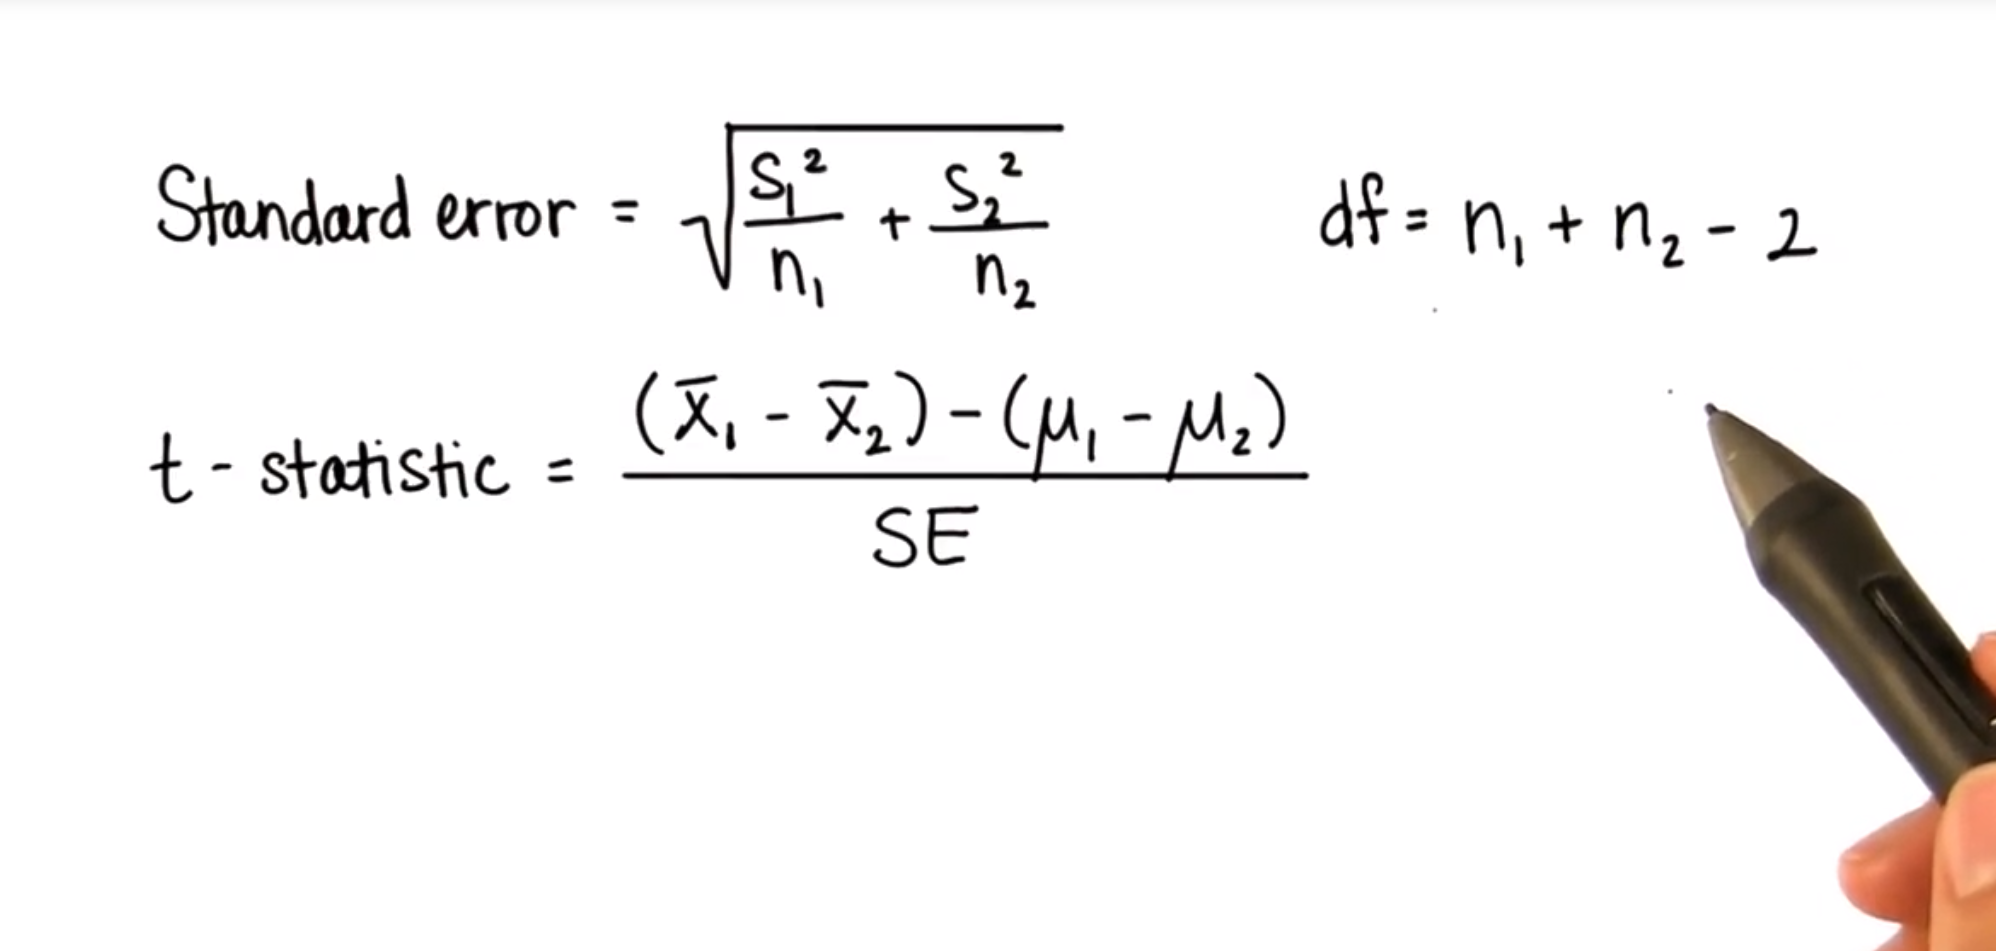 Standard error = √(S₁²/n₁ + S₂²/n₂)
df = n₁ + n₂ - 2
t - statistic = ((x̄₁ - x̄₂) - (μ₁ - μ₂))/SE